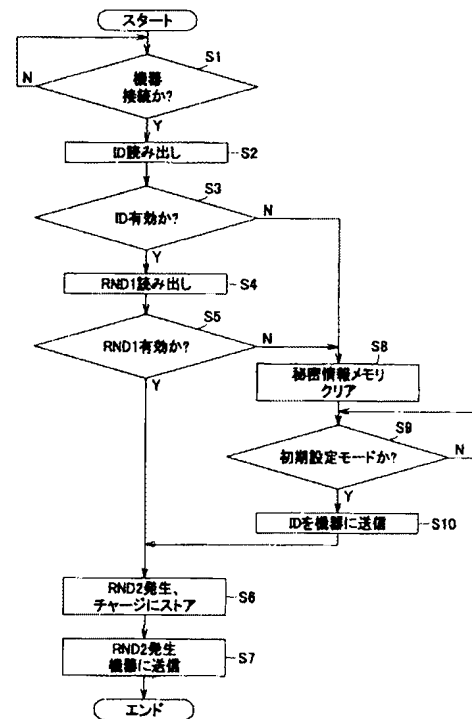 スタート
S1
機器
接続か?
N
Y
ID読み出し
S2
S3
ID有効か?
N
Y
RND1読み出し
S4
S5
RND1有効か?
N
Y
S8
秘密情報メモリ
クリア
S9
初期設定モードか?
N
Y
IDを機器に送信
S10
RND2発生、
チャージにストア
S6
RND2発生
機器に送信
S7
エンド